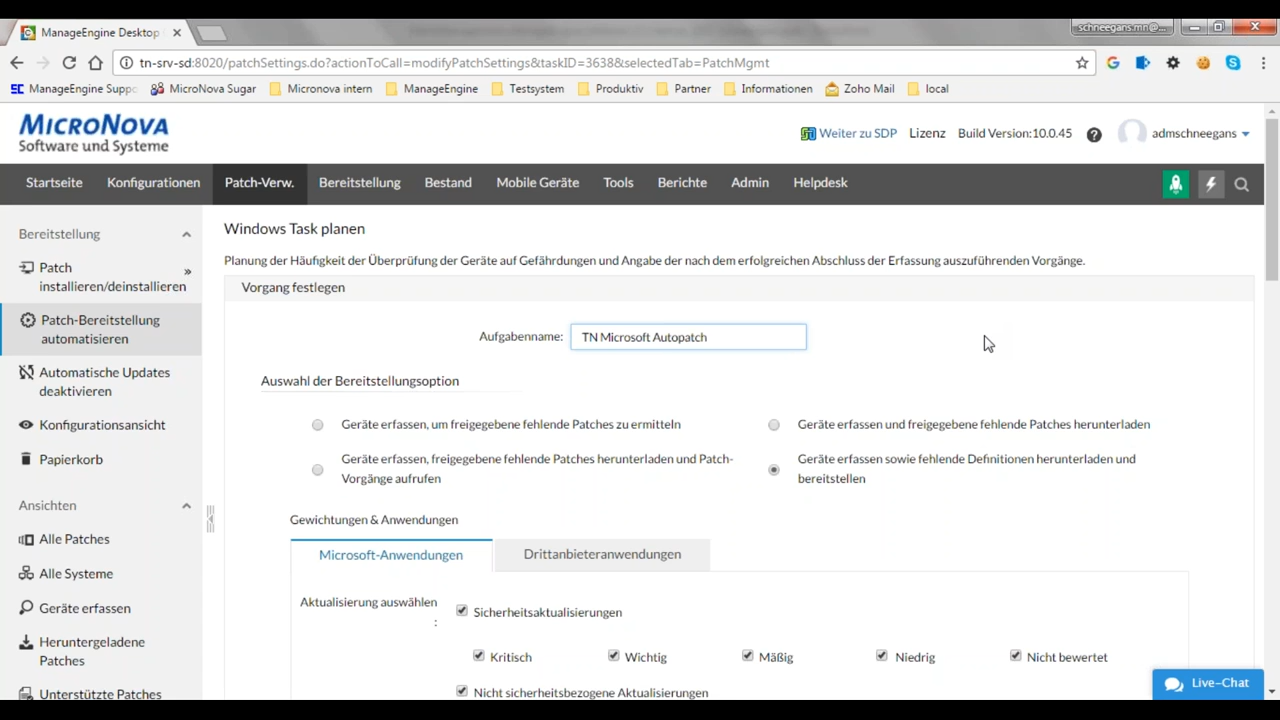 ManageEngine Desktop
schneegans.mn@...
tn-srv-sd:8020/patchSettings.do?actionToCall=modifyPatchSettings&taskID=3638&selectedTab=PatchMgmt
ManageEngine Suppo
MicroNova Sugar
Micronova intern
ManageEngine
Testsystem
Produktiv
Partner
Informationen
Zoho Mail
local
MICRONOVA
Software und Systeme
Weiter zu SDP
Lizenz
Build Version:10.0.45
admschneegans
Startseite
Konfigurationen
Patch-Verw.
Bereitstellung
Bestand
Mobile Geräte
Tools
Berichte
Admin
Helpdesk
Bereitstellung
Patch
installieren/deinstallieren
Patch-Bereitstellung
automatisieren
Automatische Updates
deaktivieren
Konfigurationsansicht
Papierkorb
Ansichten
Alle Patches
Alle Systeme
Geräte erfassen
Heruntergeladene
Patches
Unterstützte Patches
Windows Task planen
Planung der Häufigkeit der Überprüfung der Geräte auf Gefährdungen und Angabe der nach dem erfolgreichen Abschluss der Erfassung auszuführenden Vorgänge.
Vorgang festlegen
Aufgabenname: TN Microsoft Autopatch
Auswahl der Bereitstellungsoption
Geräte erfassen, um freigegebene fehlende Patches zu ermitteln
Geräte erfassen und freigegebene fehlende Patches herunterladen
Geräte erfassen, freigegebene fehlende Patches herunterladen und Patch-
Vorgänge aufrufen
Geräte erfassen sowie fehlende Definitionen herunterladen und
bereitstellen
Gewichtungen & Anwendungen
Microsoft-Anwendungen
Drittanbieteranwendungen
Aktualisierung auswählen
:
Sicherheitsaktualisierungen
Kritisch
Wichtig
Mäßig
Niedrig
Nicht bewertet
Nicht sicherheitsbezogene Aktualisierungen
Live-Chat